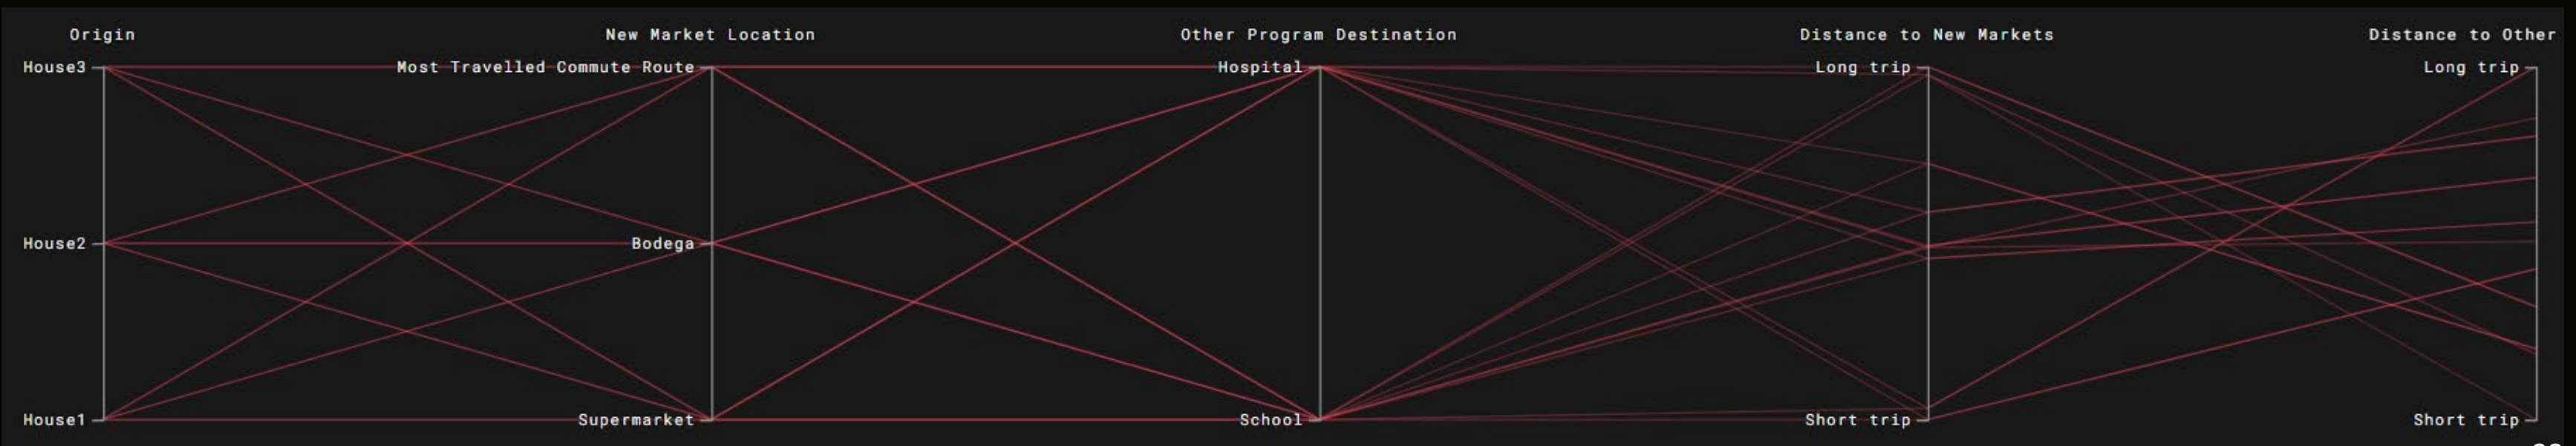 Origin
New Market Location
Other Program Destination
Distance to New Markets
Distance to Other
House3
Most Travelled Commute Route
Hospital
Long trip
Long trip
House2
Bodega
House1
Supermarket
School
Short trip
Short trip